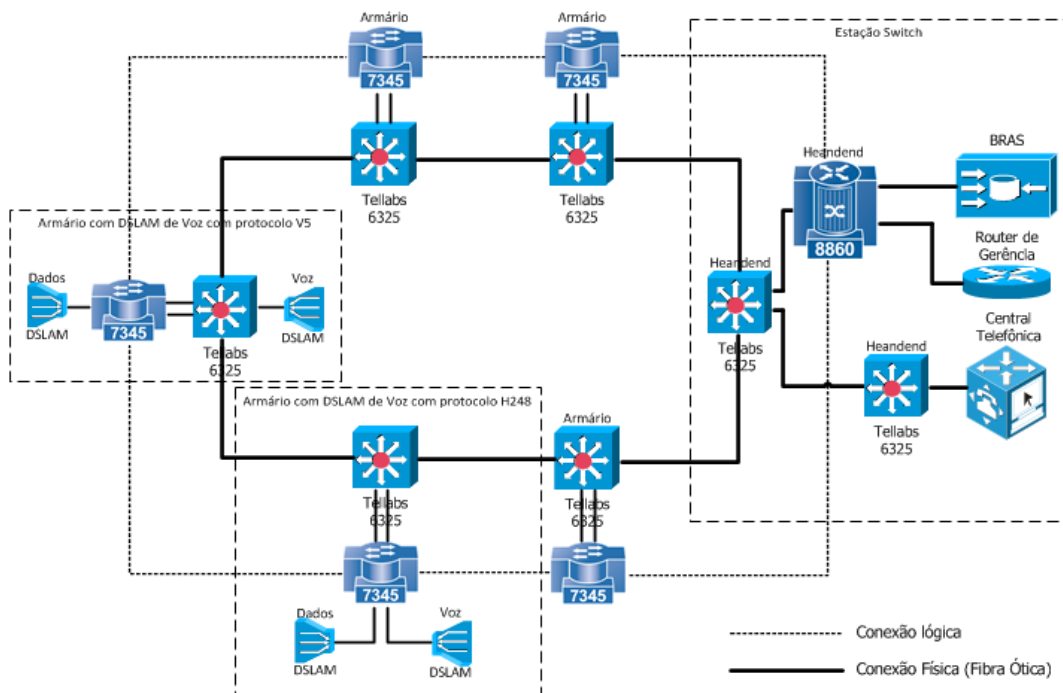 Armário
Armário
Estação Switch
7345
7345
Heandend
BRAS
Tellabs
6325
Tellabs
6325
8860
Armário com DSLAM de Voz com protocolo V5
Router de
Gerência
Dados
Voz
Heandend
DSLAM
7345
DSLAM
Tellabs
6325
Tellabs
6325
Central
Telefônica
Heandend
Armário com DSLAM de Voz com protocolo H248
Armário
Tellabs
6325
Tellabs
6325
Tellabs
6325
7345
7345
Dados
Voz
DSLAM
DSLAM
Conexão lógica
Conexão Física (Fibra Ótica)